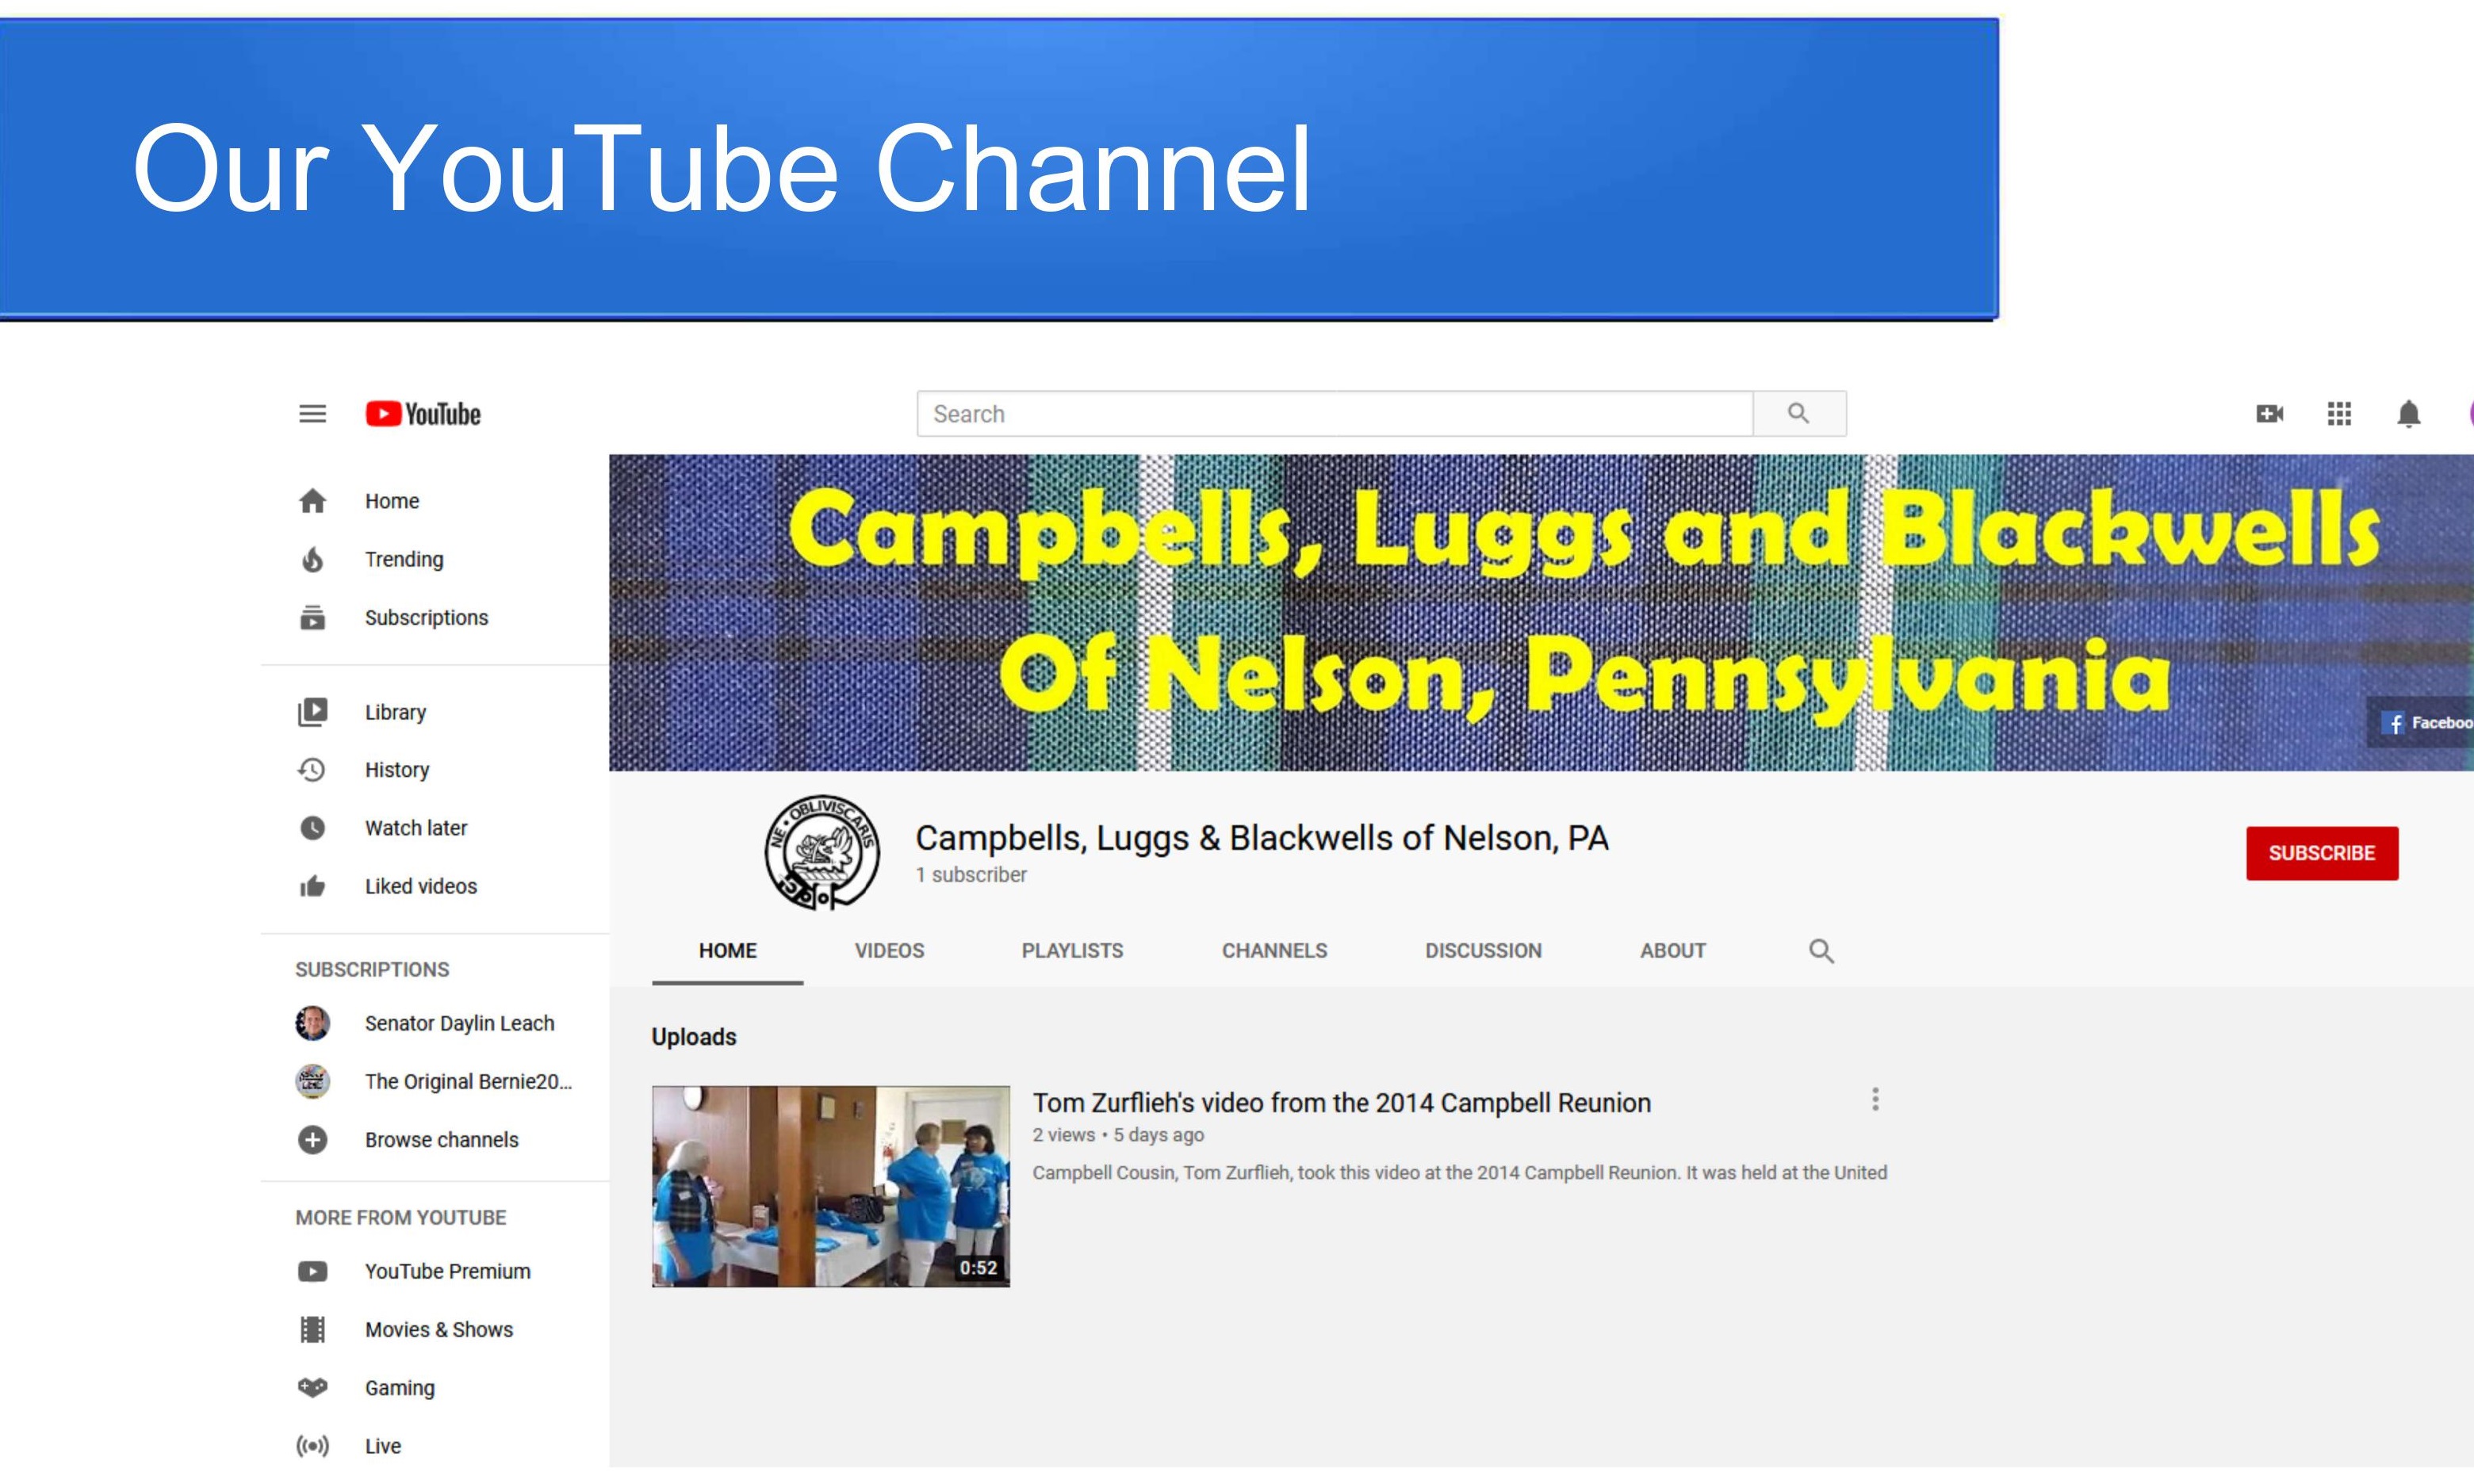 Our YouTube Channel
YouTube
Search
Home
Trending
Subscriptions
Library
History
Watch later
Liked videos
SUBSCRIPTIONS
Senator Daylin Leach
The Original Bernie20...
Browse channels
MORE FROM YOUTUBE
YouTube Premium
Movies & Shows
Gaming
Live
Campbells, Luggs and Blackwells
Of Nelson, Pennsylvania
f Faceboo
NE • OBLIVISCARIS
Campbells, Luggs & Blackwells of Nelson, PA
1 subscriber
SUBSCRIBE
HOME VIDEOS PLAYLISTS CHANNELS DISCUSSION ABOUT
Uploads
0:52
Tom Zurflieh's video from the 2014 Campbell Reunion
2 views • 5 days ago
Campbell Cousin, Tom Zurflieh, took this video at the 2014 Campbell Reunion. It was held at the United